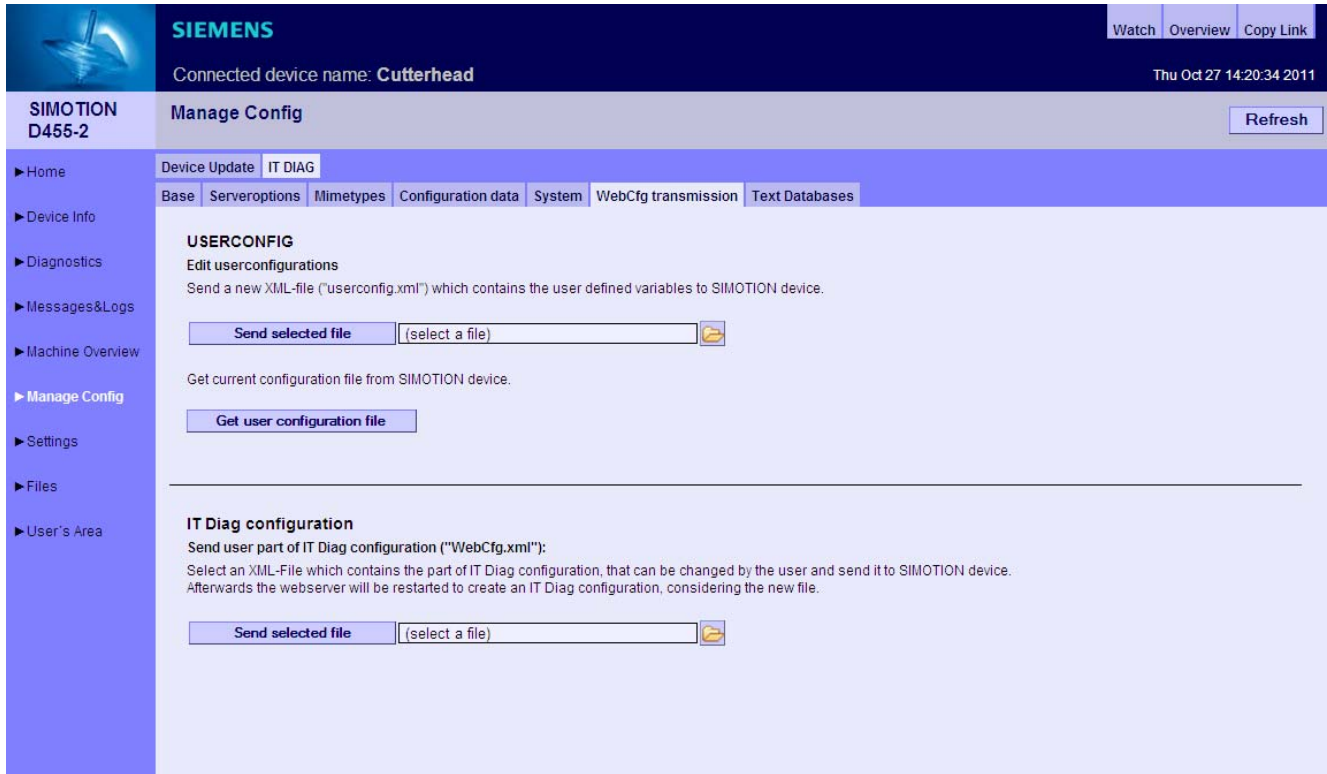 SIEMENS
Watch Overview Copy Link
Connected device name: Cutterhead
Thu Oct 27 14:20:34 2011
SIMOTION
D455-2
Manage Config
Refresh
►Home
►Device Info
►Diagnostics
►Messages&Logs
►Machine Overview
►Manage Config
►Settings
►Files
►User´s Area
Device Update IT DIAG
Base Serveroptions Mimetypes Configuration data System WebCfg transmission Text Databases
USERCONFIG
Edit userconfigurations
Send a new XML-file ("userconfig.xml") which contains the user defined variables to SIMOTION device.
Send selected file (select a file)
Get current configuration file from SIMOTION device.
Get user configuration file
IT Diag configuration
Send user part of IT Diag configuration ("WebCfg.xml"):
Select an XML-File which contains the part of IT Diag configuration, that can be changed by the user and send it to SIMOTION device.
Afterwards the webserver will be restarted to create an IT Diag configuration, considering the new file.
Send selected file (select a file)